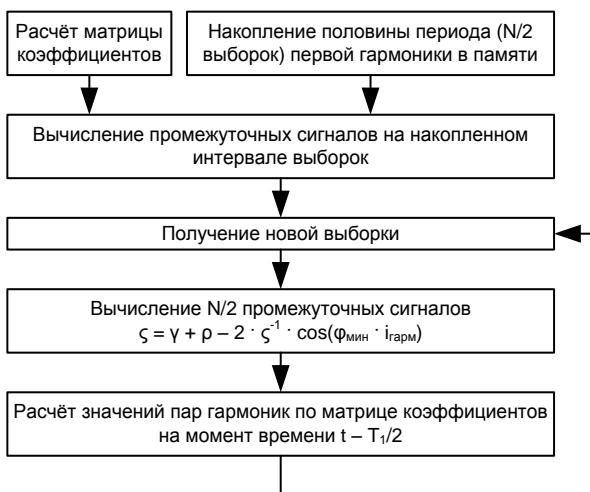 Расчёт матрицы
коэффициентов
Накопление половины периода (N/2
выборок) первой гармоники в памяти
Вычисление промежуточных сигналов на накопленном
интервале выборок
Получение новой выборки
Вычисление N/2 промежуточных сигналов
ς = γ + ρ – 2 · ς⁻¹ · cos(φмин · iгарм)
Расчёт значений пар гармоник по матрице коэффициентов
на момент времени t – T₁/2